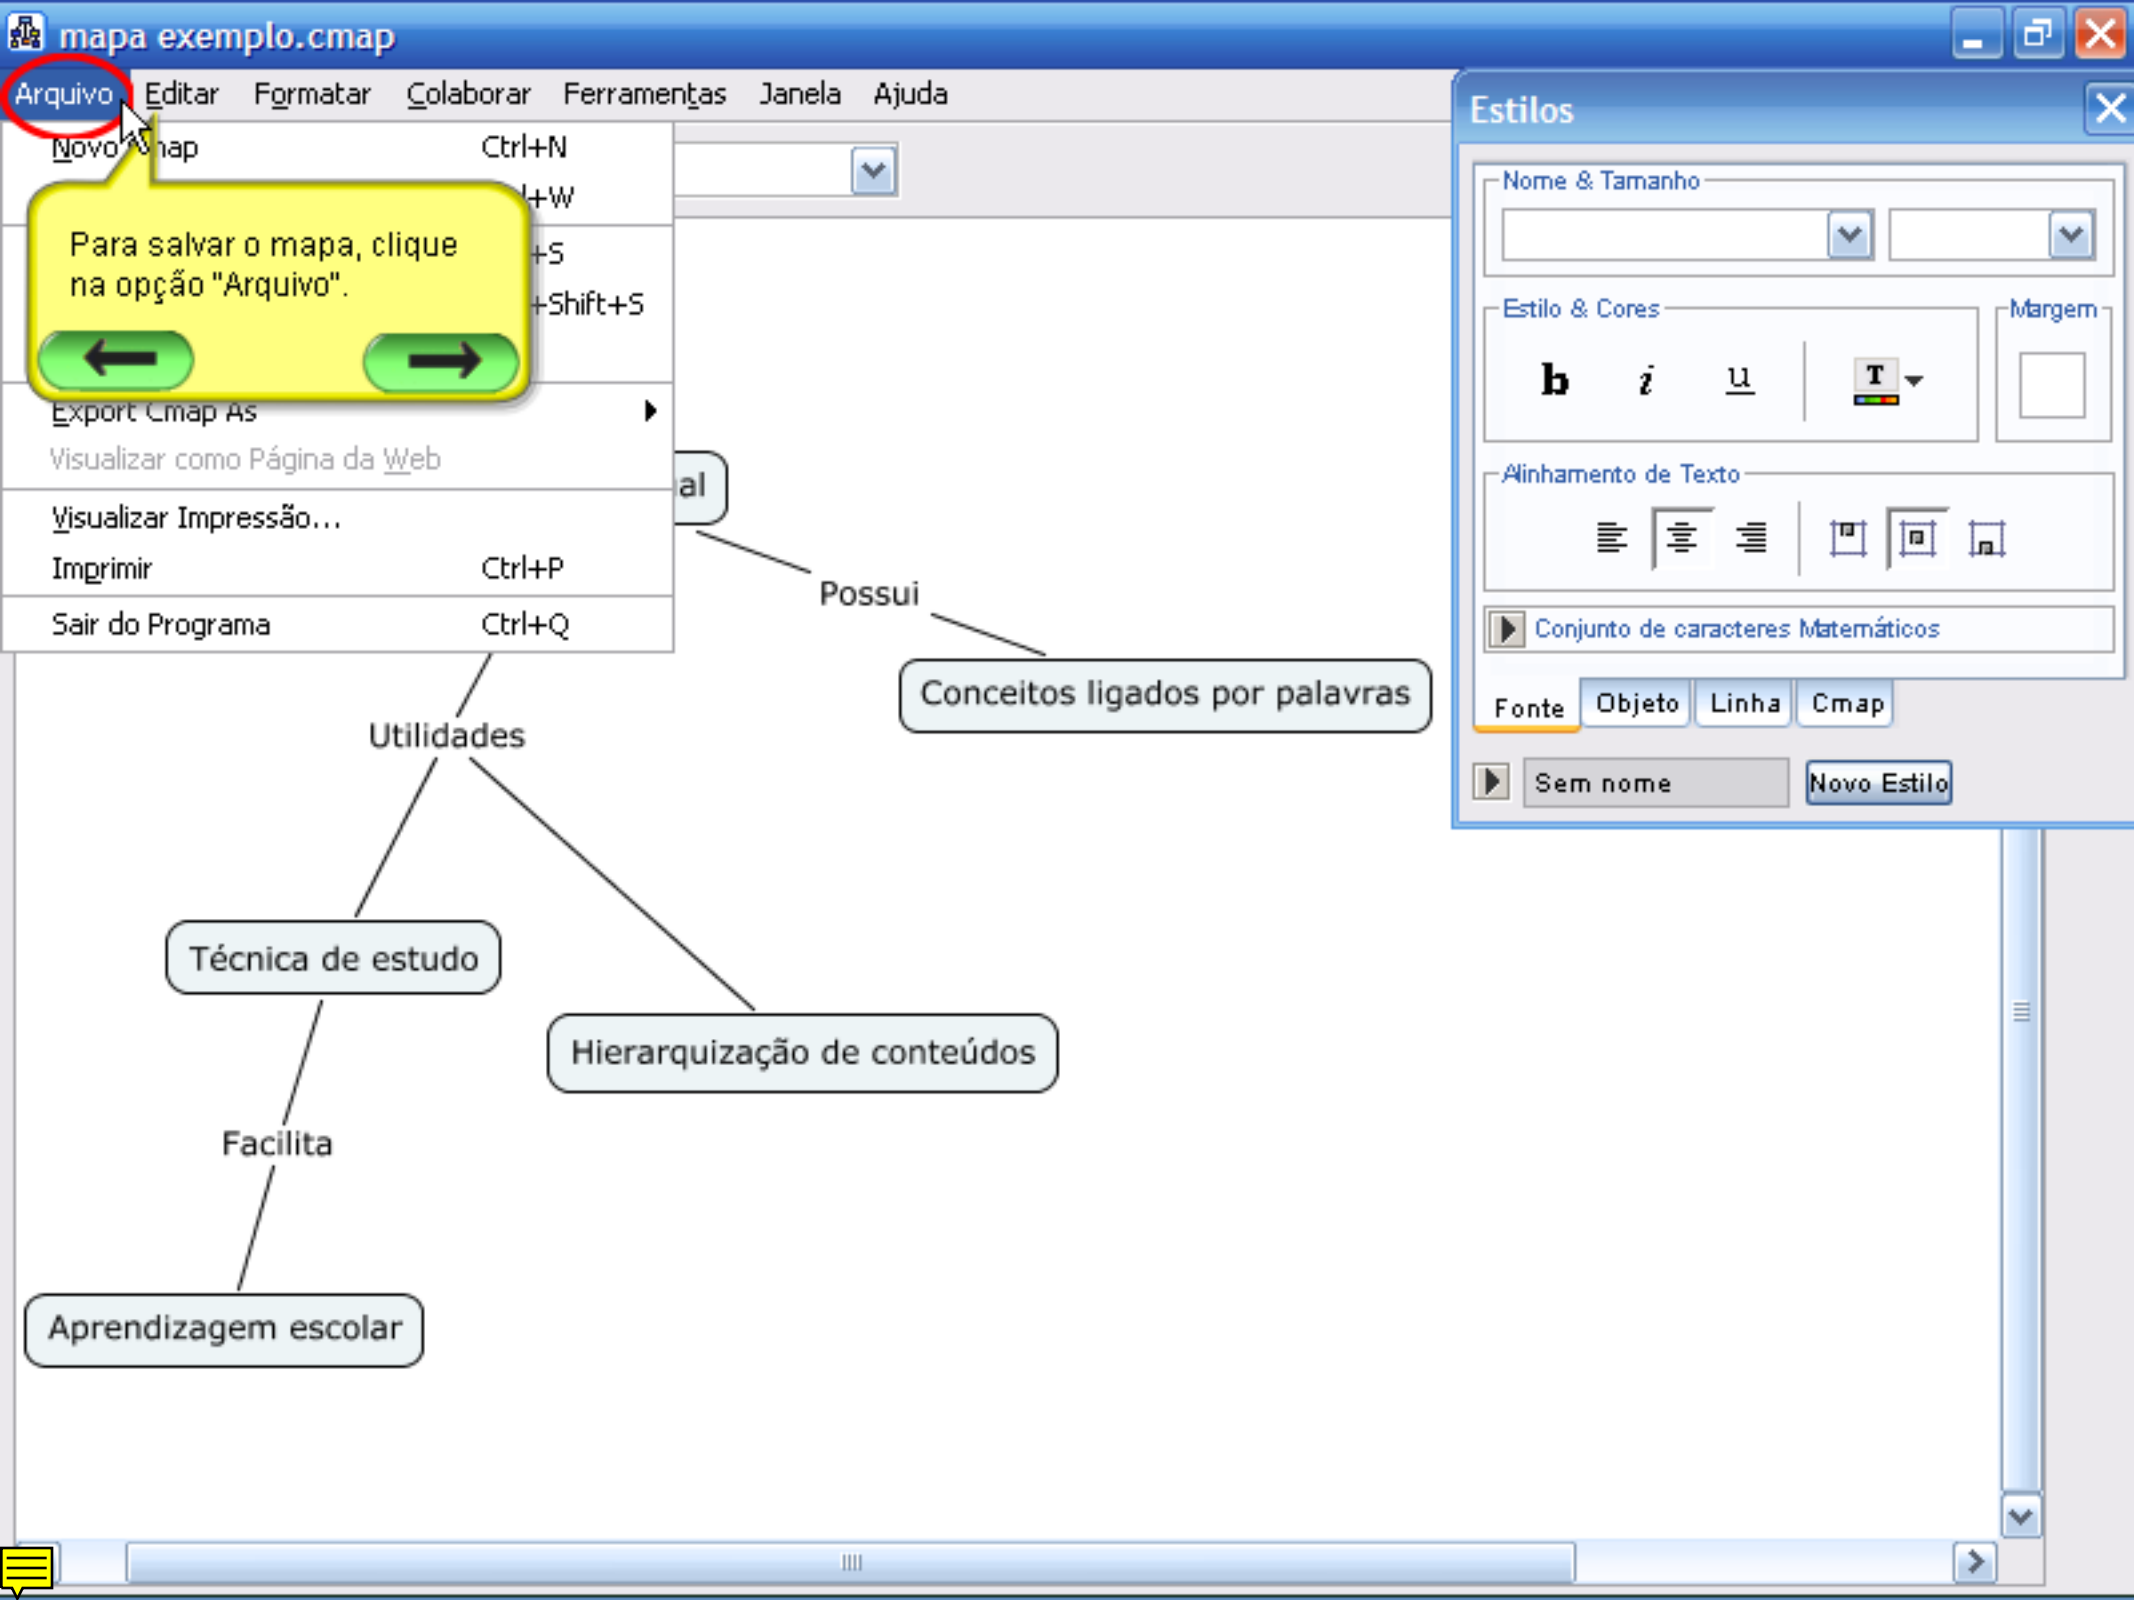 mapa exemplo.cmap
Arquivo Editar Formatar Colaborar Ferramentas Janela Ajuda
Novo Ctrl+N
+W
+S
+Shift+S
Para salvar o mapa, clique
na opção "Arquivo".
Export Cmap As
Visualizar como Página da Web
Visualizar Impressão...
Imprimir Ctrl+P
Sair do Programa Ctrl+Q
al
Possui
Conceitos ligados por palavras
Utilidades
Técnica de estudo
Hierarquização de conteúdos
Facilita
Aprendizagem escolar
Estilos
Nome & Tamanho
Estilo & Cores
Margem
b i u T
Alinhamento de Texto
Conjunto de caracteres Matemáticos
Fonte Objeto Linha Cmap
Sem nome Novo Estilo